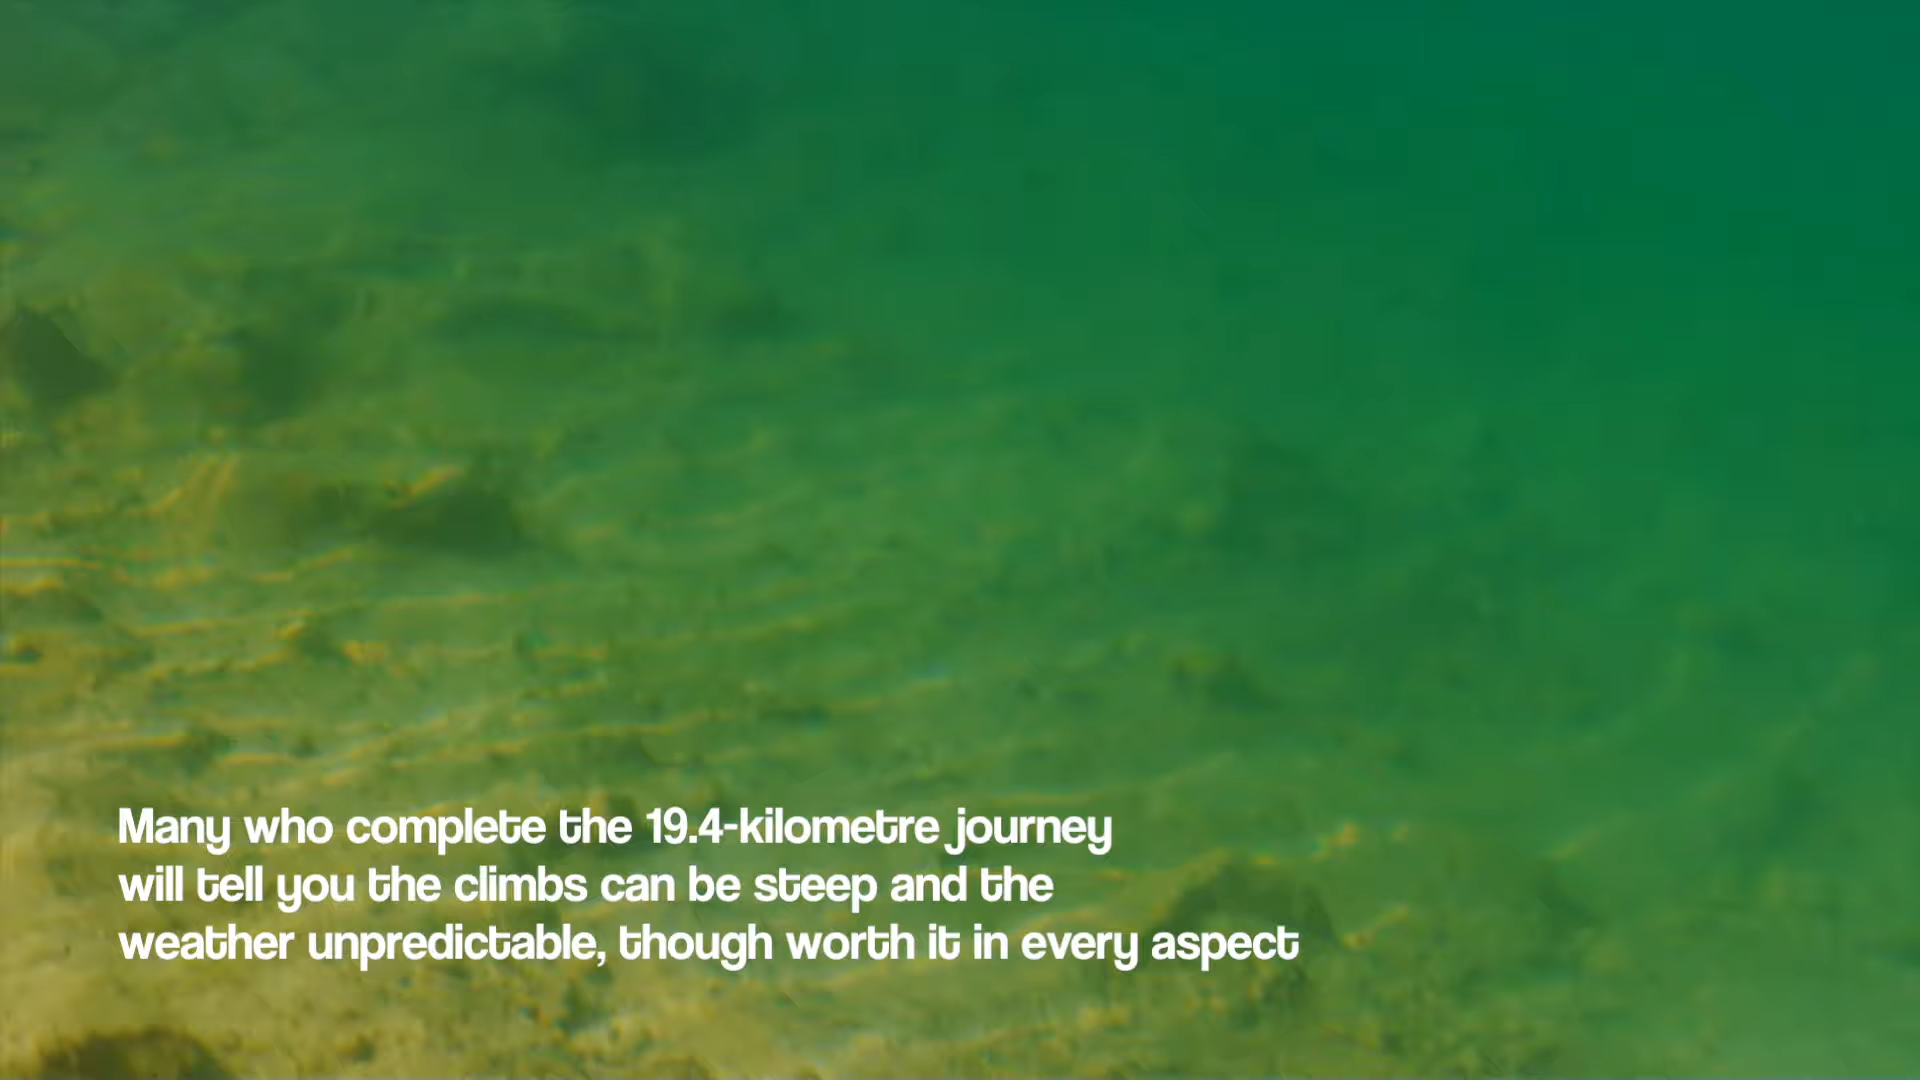 Many who complete the 19.4-kilometre journey
will tell you the climbs can be steep and the
weather unpredictable, though worth it in every aspect